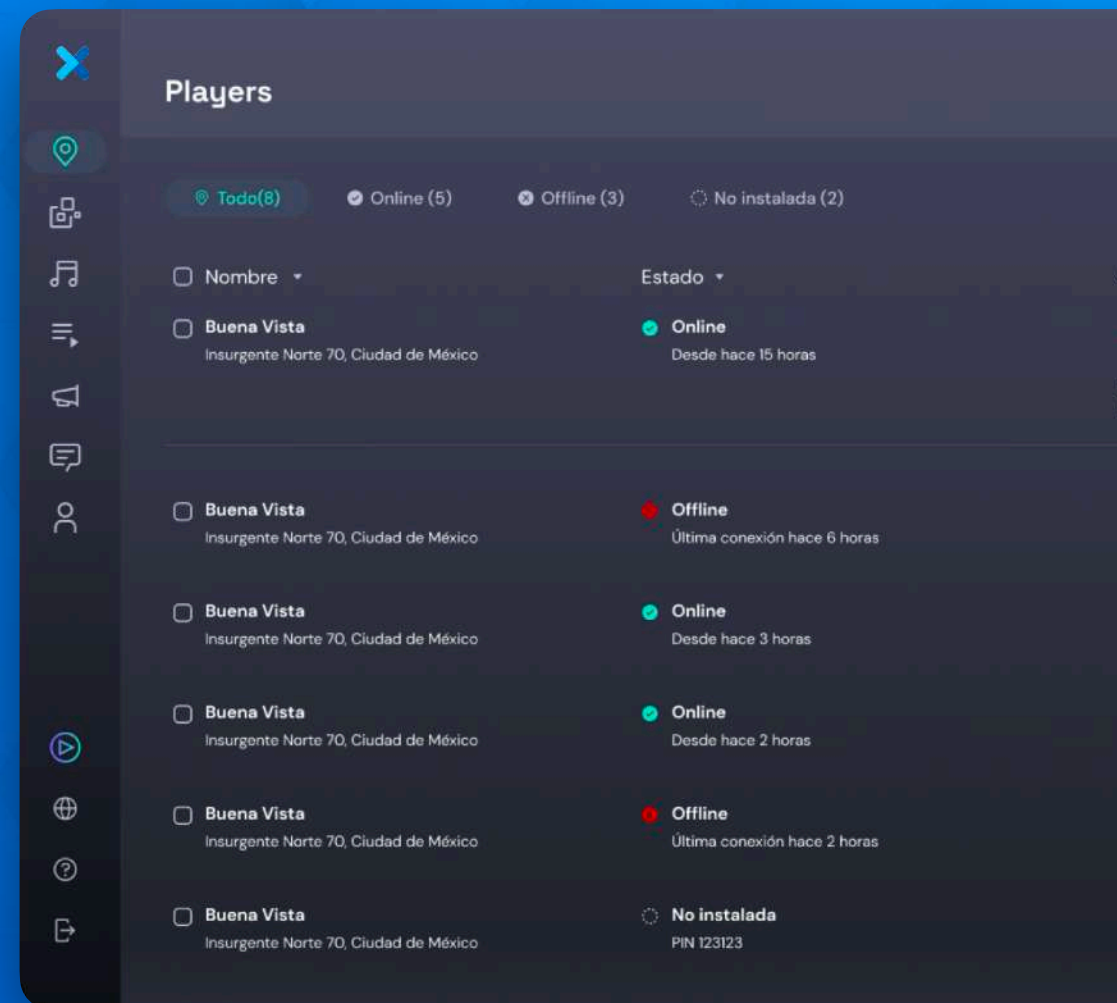 Players
Todo(8) Online (5) Offline (3) No instalada (2)
Nombre Estado
Buena Vista Online
Insurgente Norte 70, Ciudad de México Desde hace 15 horas
Buena Vista Offline
Insurgente Norte 70, Ciudad de México Última conexión hace 6 horas
Buena Vista Online
Insurgente Norte 70, Ciudad de México Desde hace 3 horas
Buena Vista Online
Insurgente Norte 70, Ciudad de México Desde hace 2 horas
Buena Vista Offline
Insurgente Norte 70, Ciudad de México Última conexión hace 2 horas
Buena Vista No instalada
Insurgente Norte 70, Ciudad de México PIN 123123